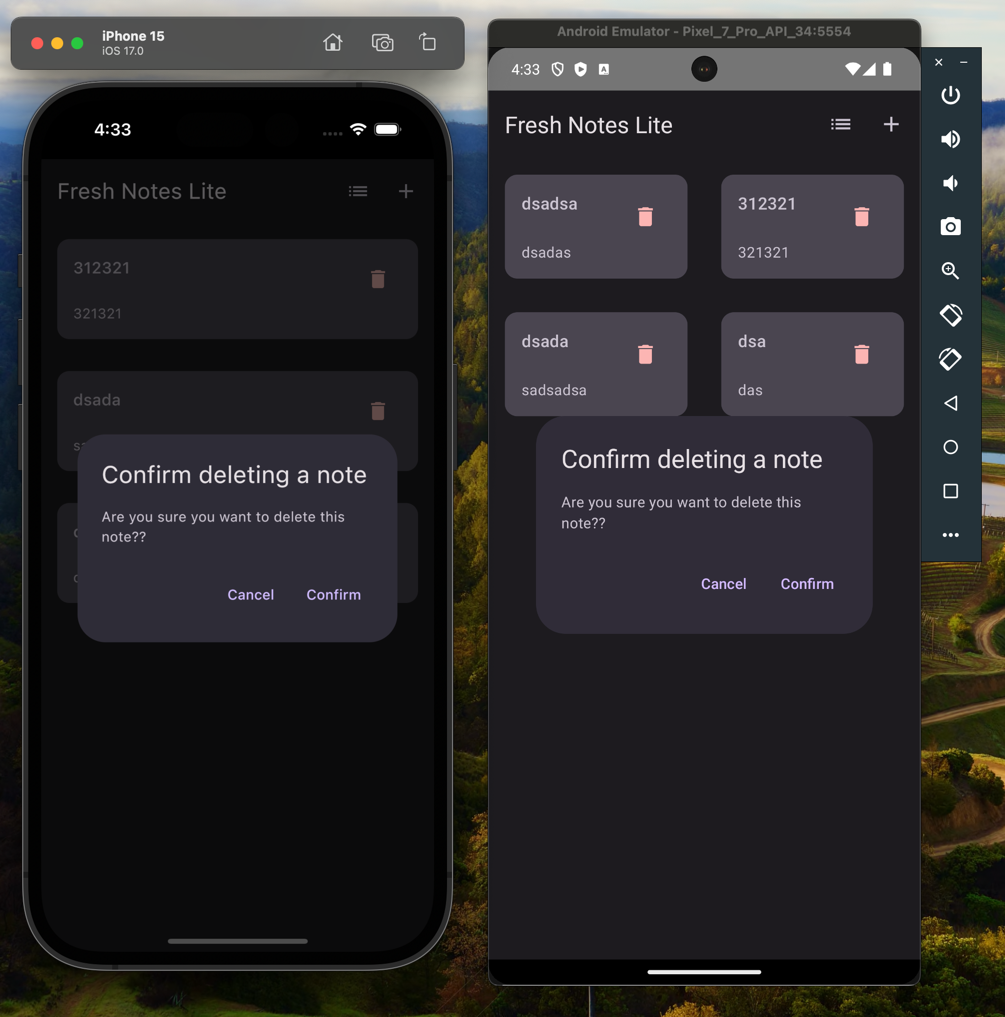 iPhone 15
iOS 17.0
4:33
Fresh Notes Lite
312321
321321
dsada
Confirm deleting a note
Are you sure you want to delete this
note??
Cancel Confirm
Android Emulator - Pixel_7_Pro_API_34:5554
4:33
Fresh Notes Lite
dsadsa
dsadas
312321
321321
dsada
sadsadsa
dsa
das
Confirm deleting a note
Are you sure you want to delete this
note??
Cancel Confirm